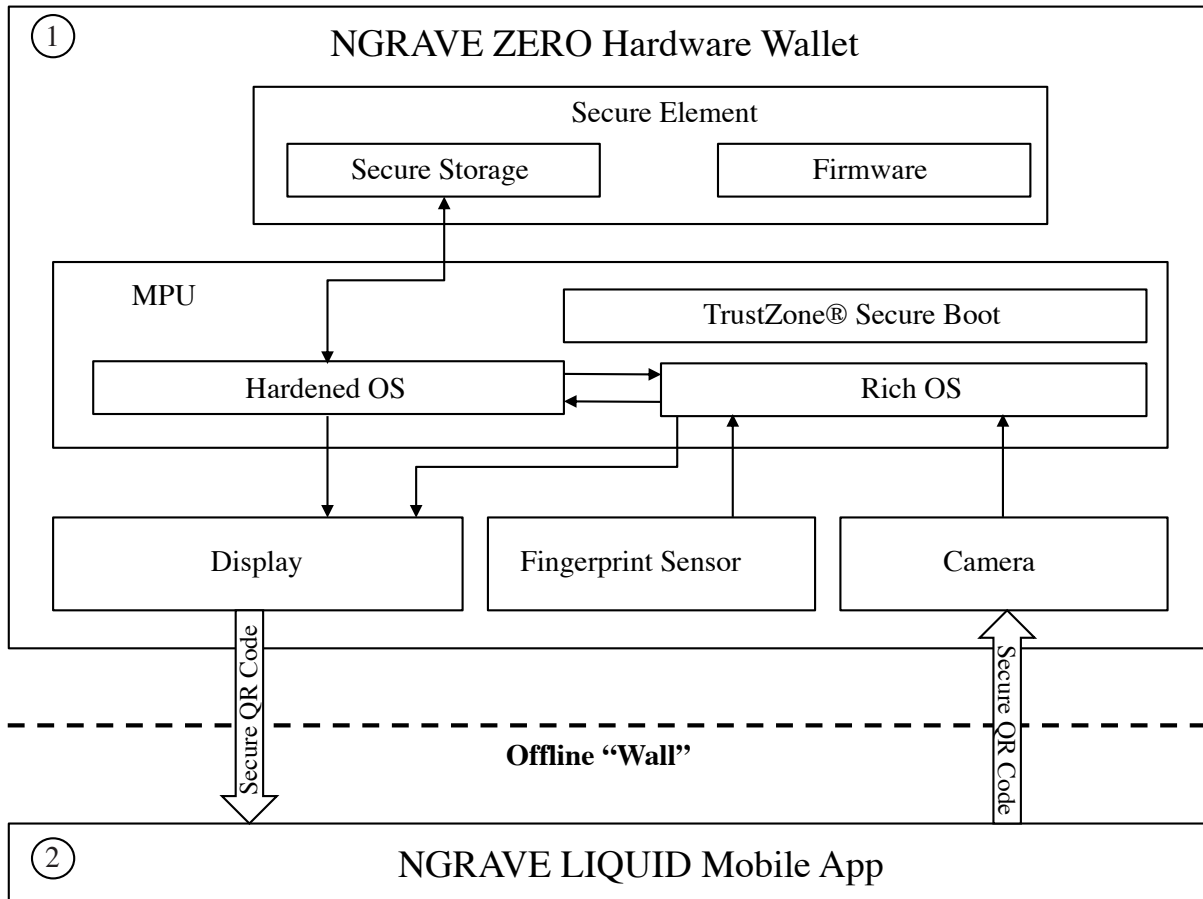 1
NGRAVE ZERO Hardware Wallet
Secure Element
Secure Storage
Firmware
MPU
TrustZone® Secure Boot
Hardened OS
Rich OS
Display
Fingerprint Sensor
Camera
Secure QR Code
Secure QR Code
Offline “Wall”
2
NGRAVE LIQUID Mobile App